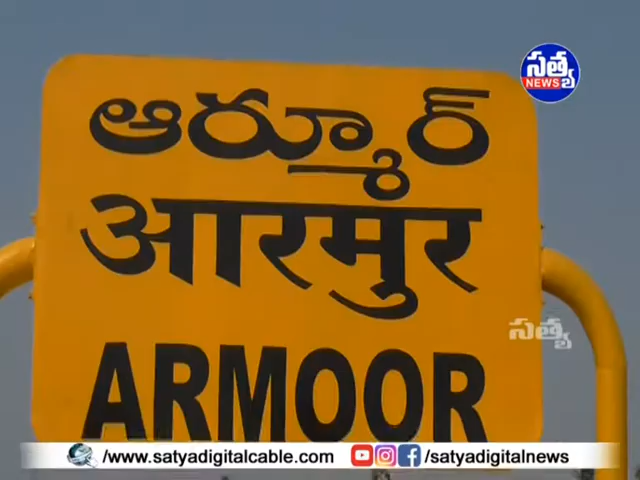 సత్య
NEWS
ఆర్మూర్
आरमुर
ARMOOR
సత్య
www.satyadigitalcable.com
/satyadigitalnews